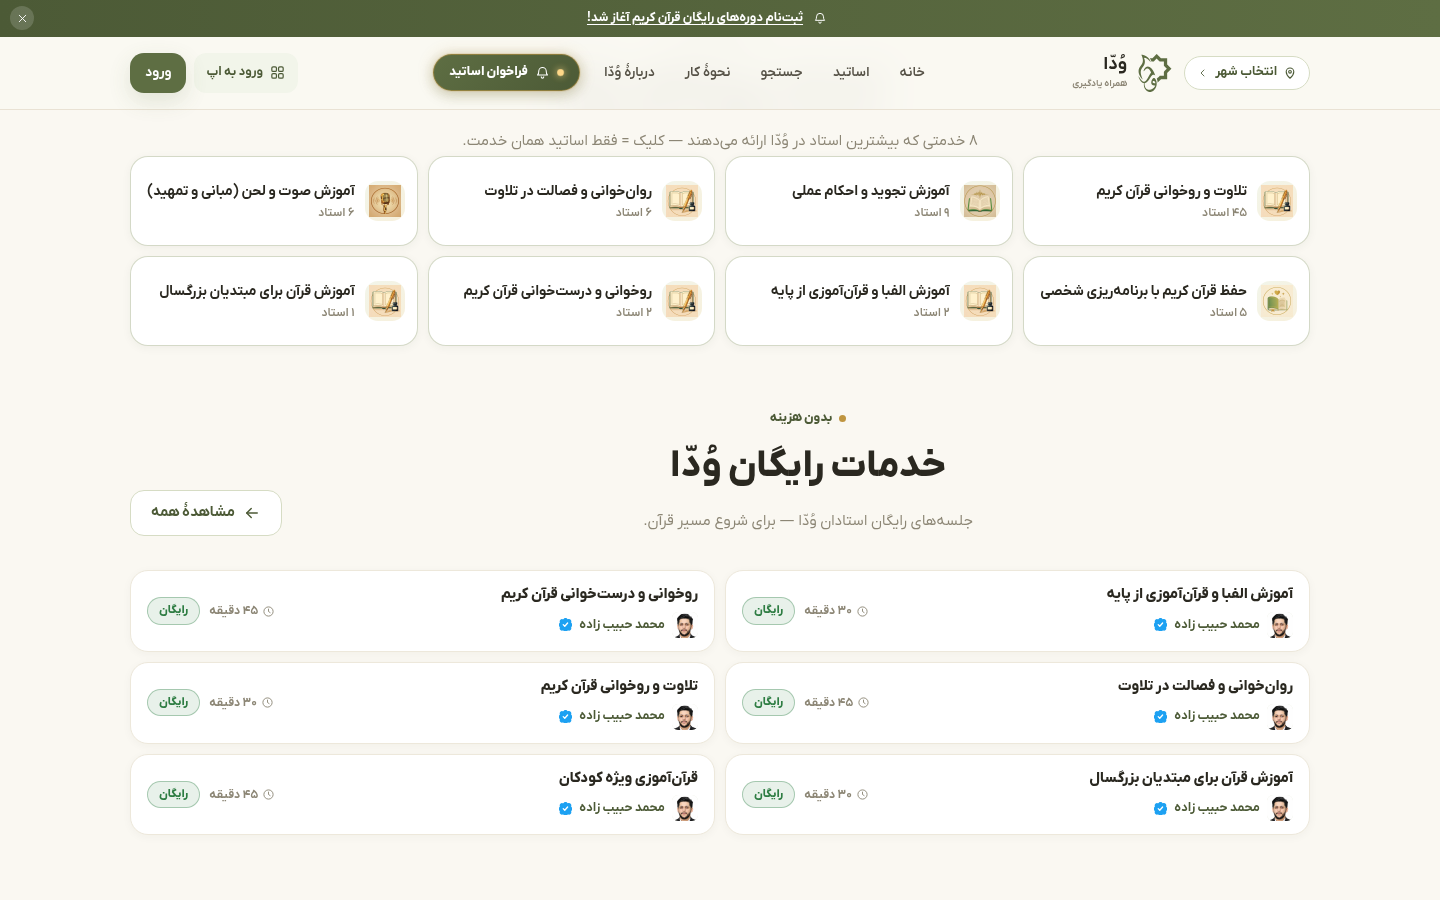 ثبت‌نام دوره‌های رایگان قرآن کریم آغاز شد!
انتخاب شهر
وُدّا
همراه یادگیری
خانه
اساتید
جستجو
نحوهٔ کار
دربارهٔ وُدّا
فراخوان اساتید
ورود به اپ
ورود
۸ خدمتی که بیشترین استاد در وُدّا ارائه می‌دهند — کلیک = فقط اساتید همان خدمت.
تلاوت و روخوانی قرآن کریم
۴۵ استاد
آموزش تجوید و احکام عملی
۹ استاد
روان‌خوانی و فصالت در تلاوت
۶ استاد
آموزش صوت و لحن (مبانی و تمهید)
۶ استاد
حفظ قرآن کریم با برنامه‌ریزی شخصی
۵ استاد
آموزش الفبا و قرآن‌آموزی از پایه
۲ استاد
روخوانی و درست‌خوانی قرآن کریم
۲ استاد
آموزش قرآن برای مبتدیان بزرگسال
۱ استاد
بدون هزینه
خدمات رایگان وُدّا
جلسه‌های رایگان استادان وُدّا — برای شروع مسیر قرآن.
مشاهدهٔ همه
آموزش الفبا و قرآن‌آموزی از پایه
محمد حبیب زاده
۳۰ دقیقه
رایگان
روخوانی و درست‌خوانی قرآن کریم
محمد حبیب زاده
۴۵ دقیقه
رایگان
روان‌خوانی و فصالت در تلاوت
محمد حبیب زاده
۴۵ دقیقه
رایگان
تلاوت و روخوانی قرآن کریم
محمد حبیب زاده
۳۰ دقیقه
رایگان
آموزش قرآن برای مبتدیان بزرگسال
محمد حبیب زاده
۳۰ دقیقه
رایگان
قرآن‌آموزی ویژه کودکان
محمد حبیب زاده
۴۵ دقیقه
رایگان